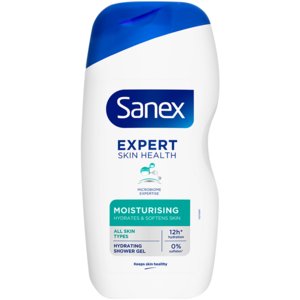 Sanex
EXPERT
SKIN HEALTH
MICROBIOME
EXPERTISE
MOISTURISING
HYDRATES & SOFTENS SKIN
ALL SKIN
TYPES
12h*
hydration
HYDRATING
SHOWER GEL
0%
sulfates*
Keeps skin healthy